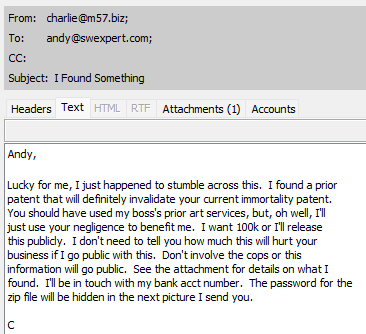 From: charlie@m57.biz;
To: andy@swexpert.com;
CC:
Subject: I Found Something
Headers Text HTML RTF Attachments (1) Accounts
Andy,
Lucky for me, I just happened to stumble across this. I found a prior
patent that will definitely invalidate your current immortality patent.
You should have used my boss's prior art services, but, oh well, I'll
just use your negligence to benefit me. I want 100k or I'll release
this publicly. I don't need to tell you how much this will hurt your
business if I go public with this. Don't involve the cops or this
information will go public. See the attachment for details on what I
found. I'll be in touch with my bank acct number. The password for the
zip file will be hidden in the next picture I send you.
C